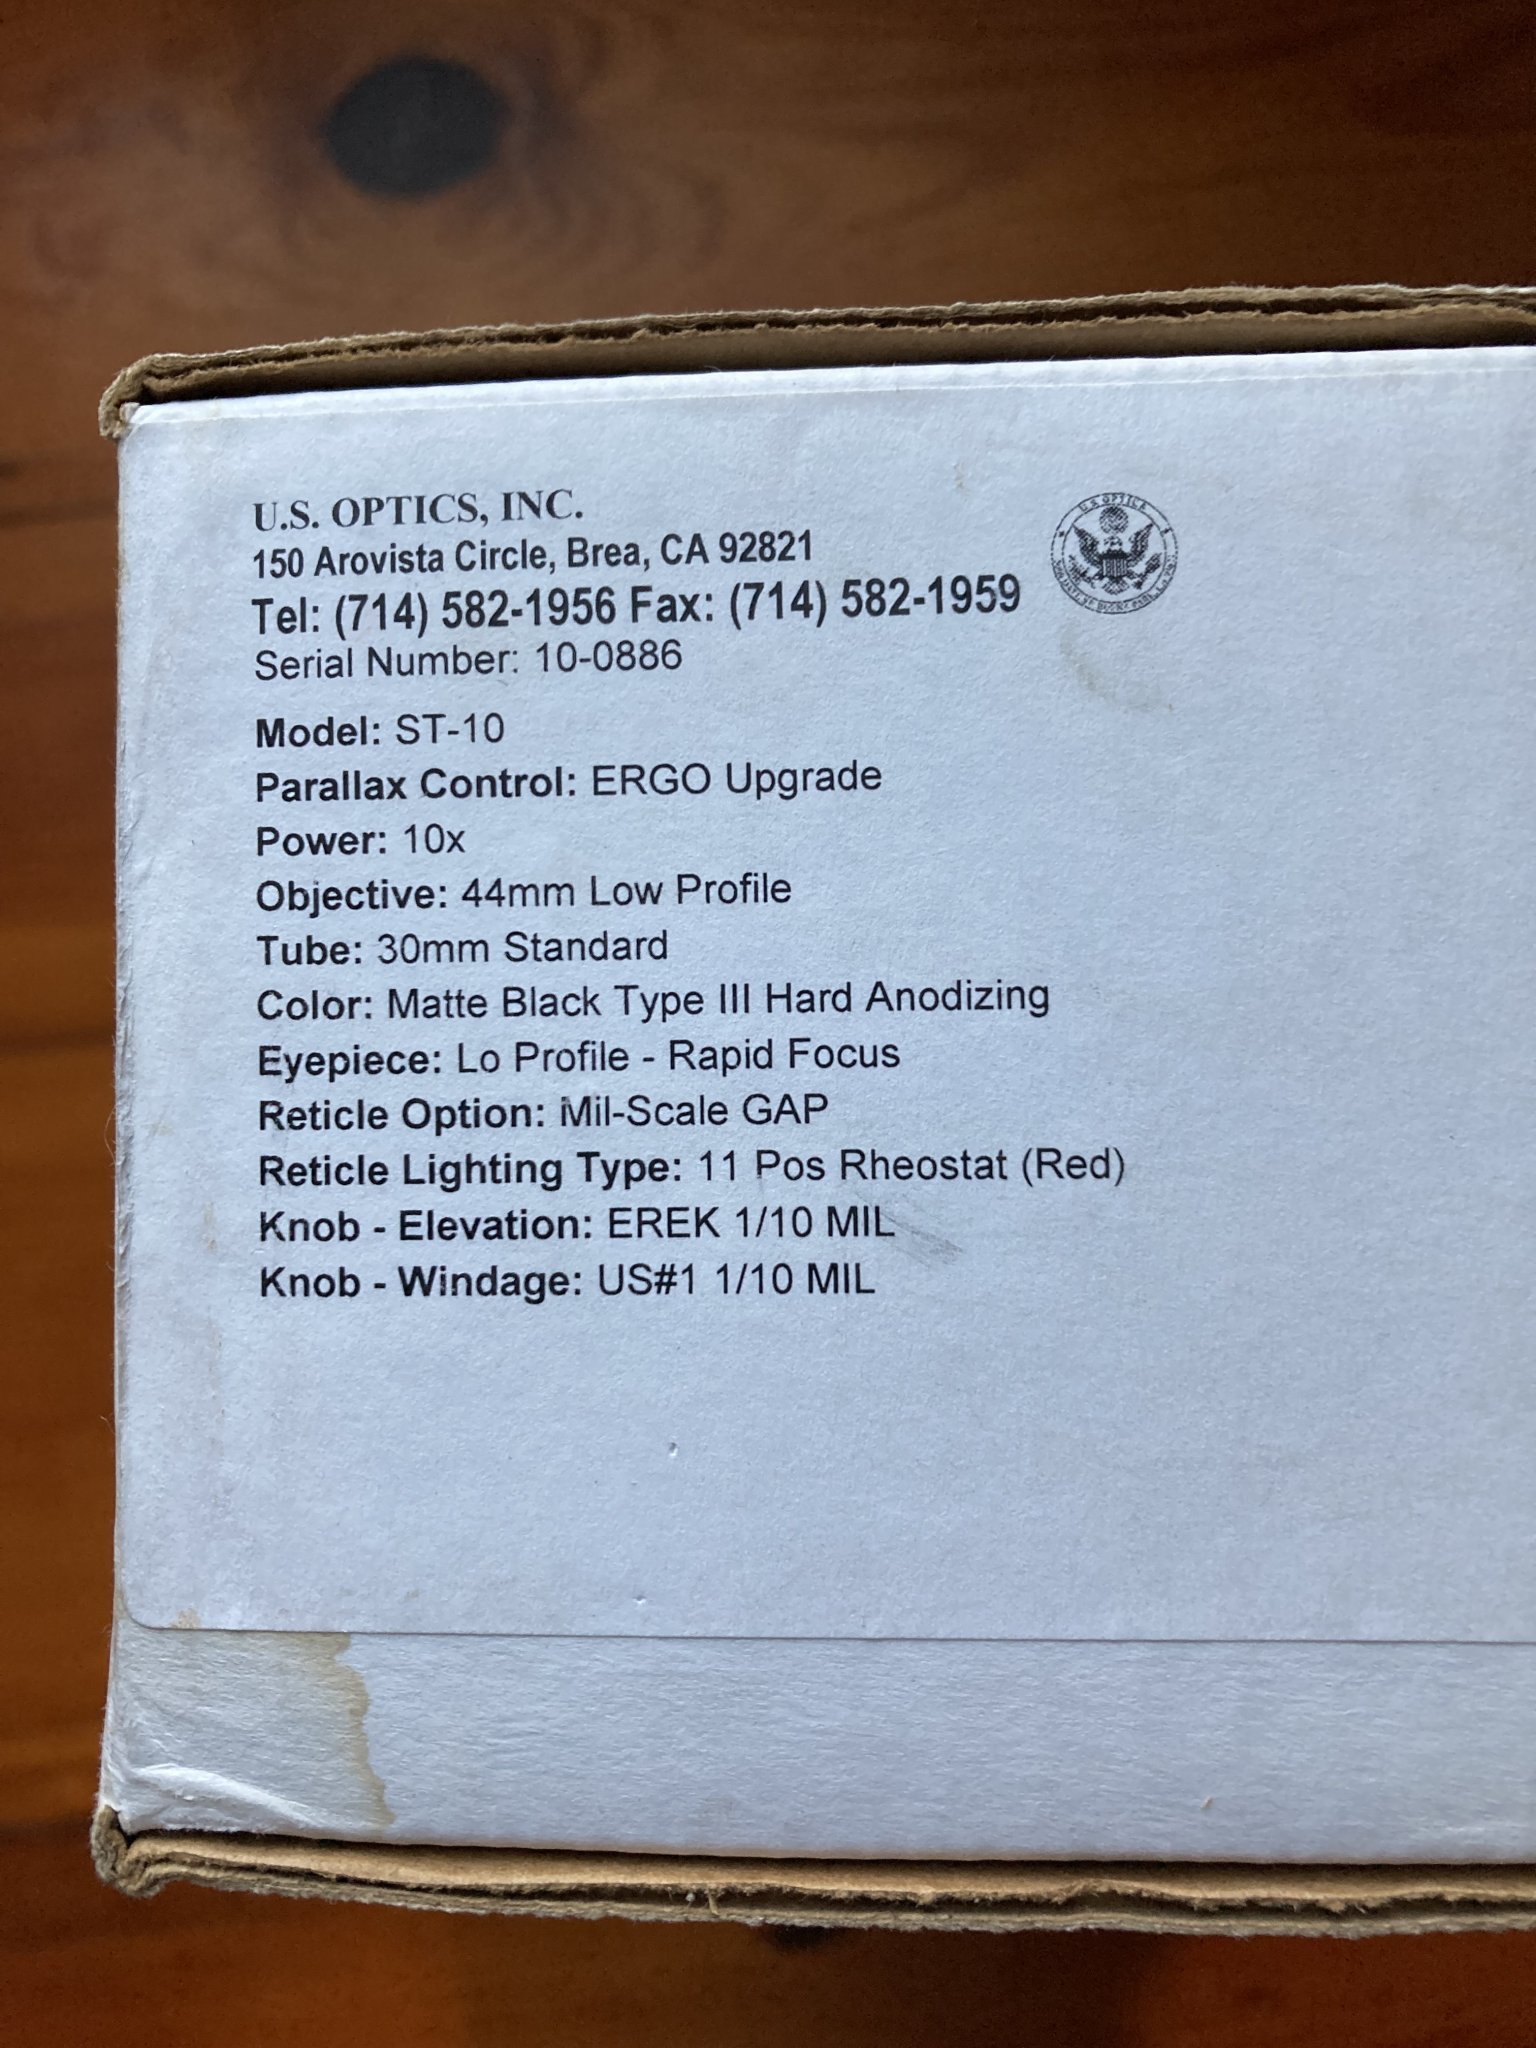 U.S. OPTICS, INC.
150 Arovista Circle, Brea, CA 92821
Tel: (714) 582-1956 Fax: (714) 582-1959
Serial Number: 10-0886
Model: ST-10
Parallax Control: ERGO Upgrade
Power: 10x
Objective: 44mm Low Profile
Tube: 30mm Standard
Color: Matte Black Type III Hard Anodizing
Eyepiece: Lo Profile - Rapid Focus
Reticle Option: Mil-Scale GAP
Reticle Lighting Type: 11 Pos Rheostat (Red)
Knob - Elevation: EREK 1/10 MIL
Knob - Windage: US#1 1/10 MIL
U.S OPTICA